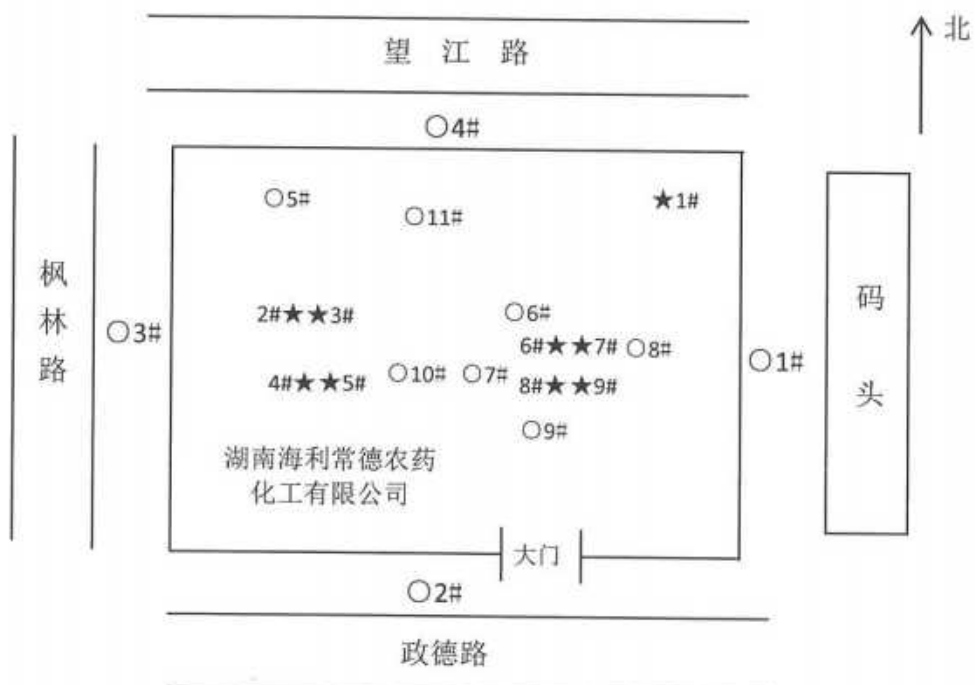 北
望江路
○4#
○5#
★1#
○11#
枫林路
码头
2#★★3#
○6#
○3#
6#★★7#
○8#
○1#
4#★★5#
○10#
○7#
8#★★9#
○9#
湖南海利常德农药
化工有限公司
大门
○2#
政德路